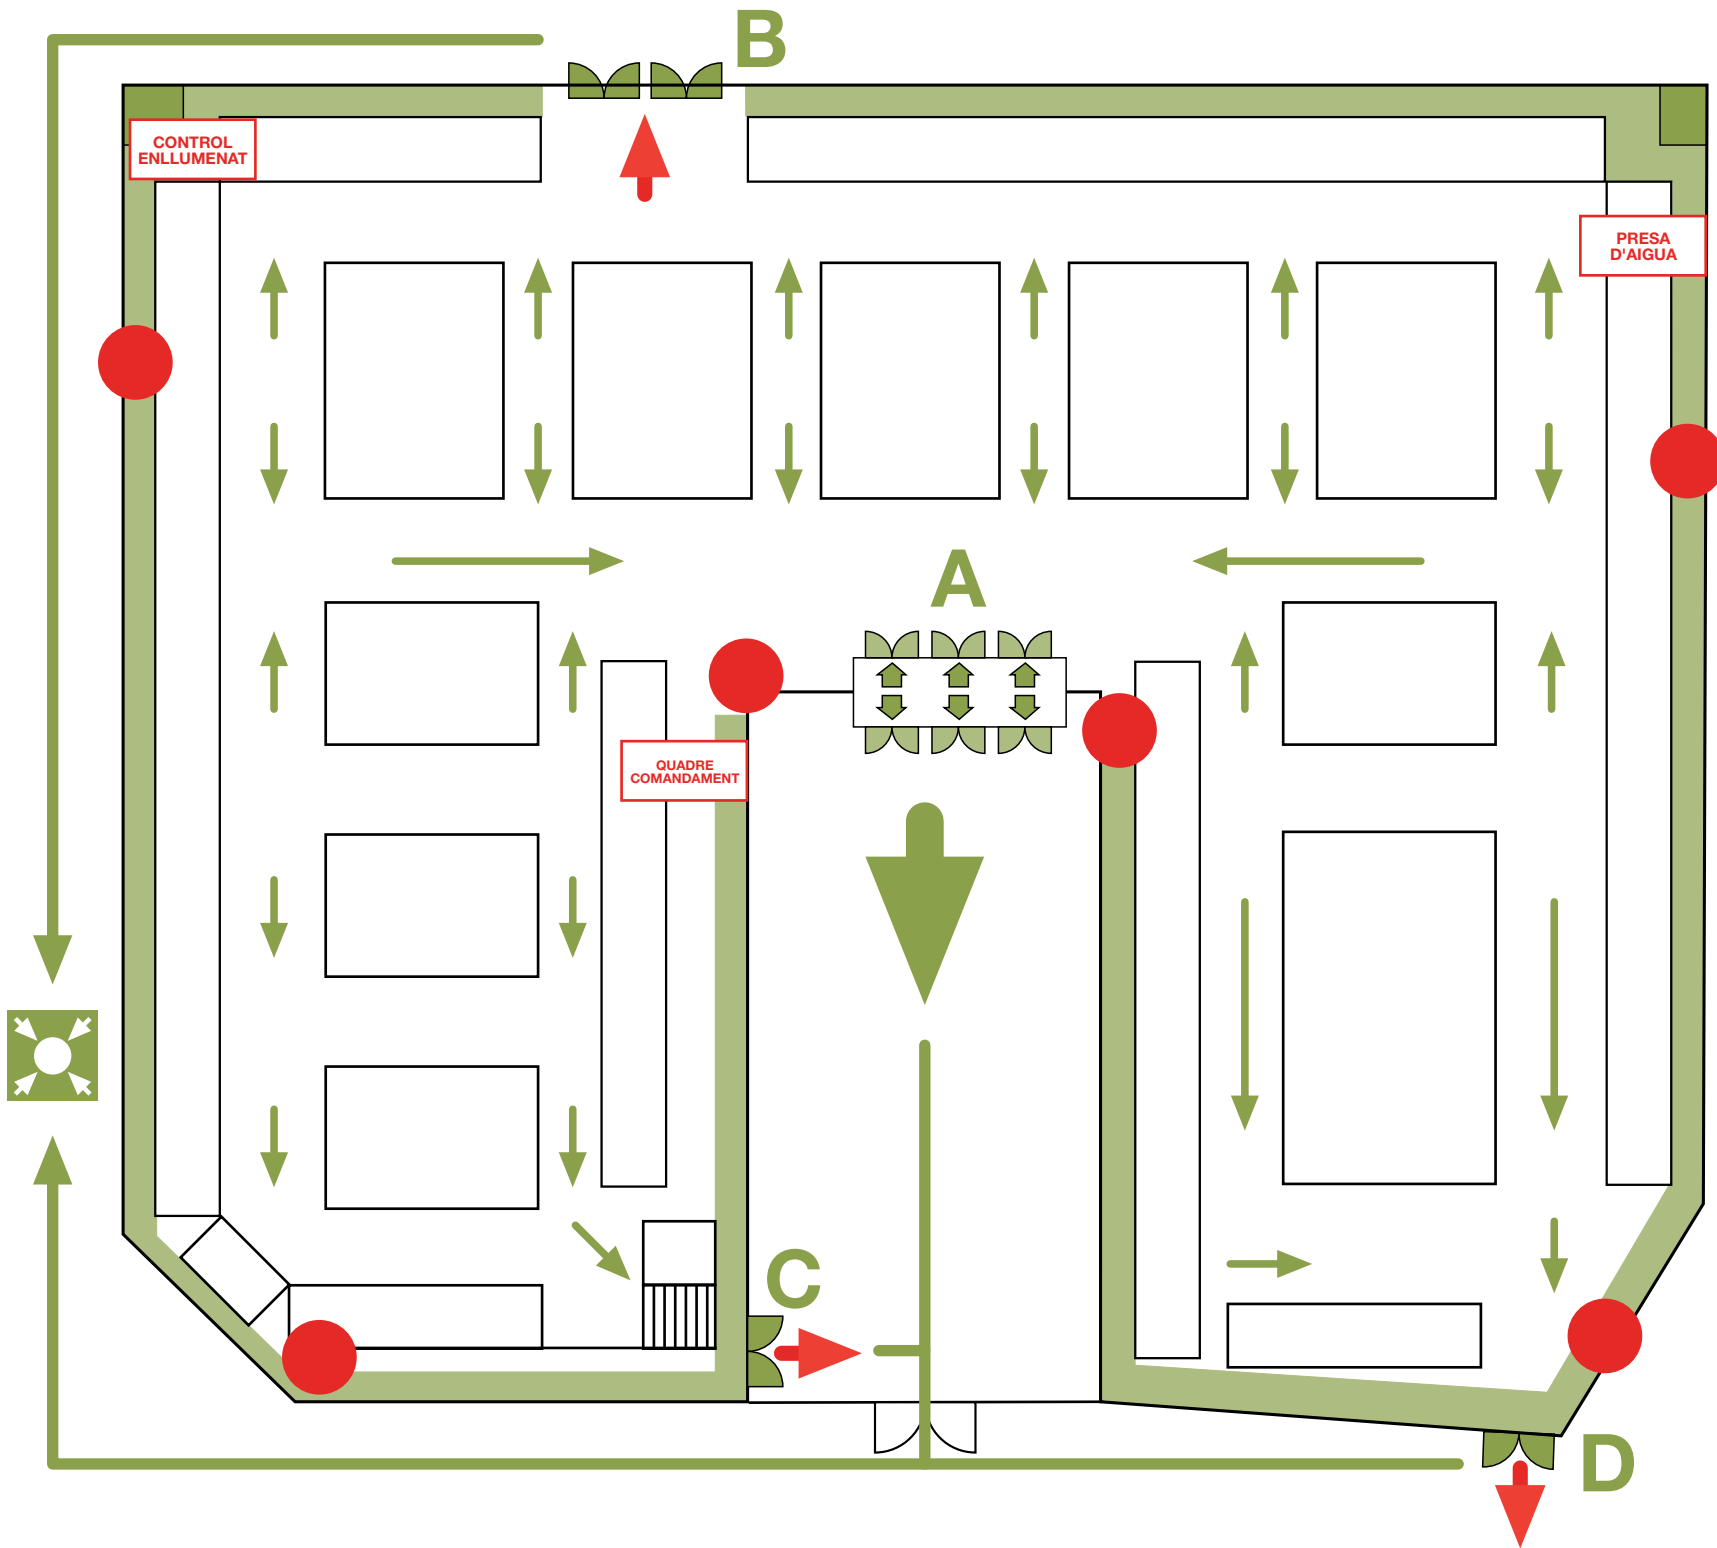 B
CONTROL
ENLLUMENAT
PRESA
D'AIGUA
A
QUADRE
COMANDAMENT
C
D